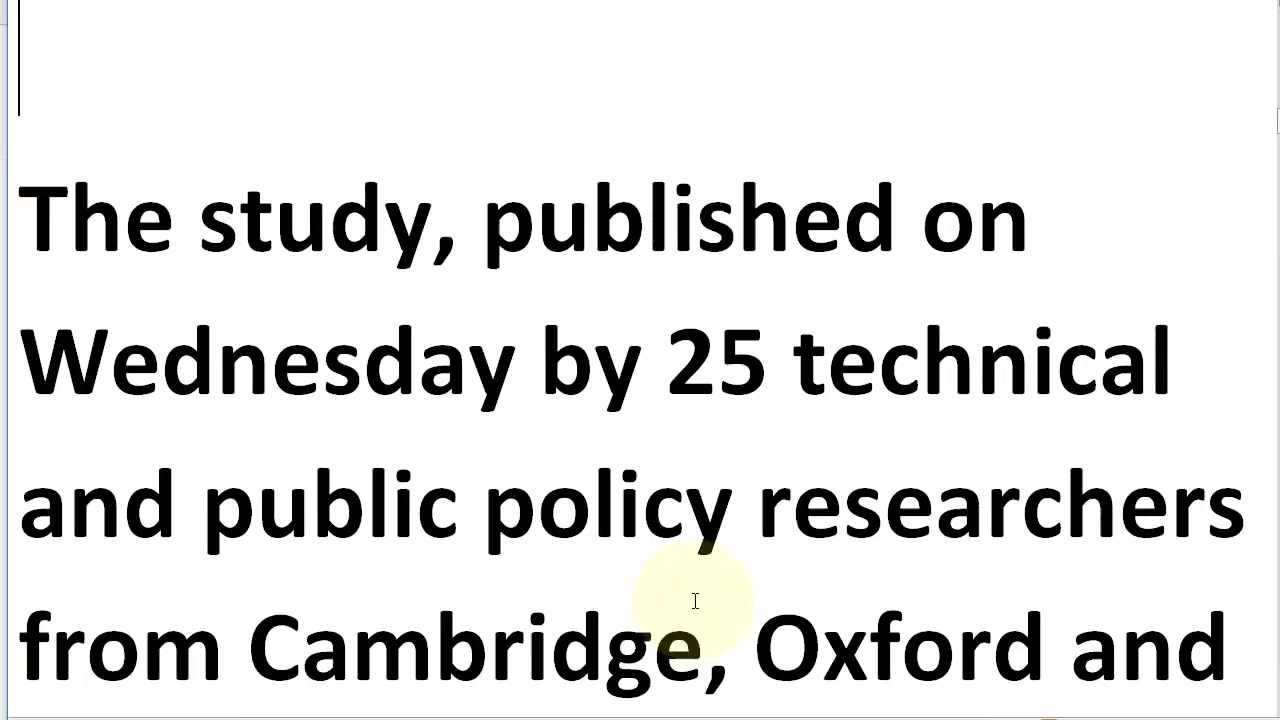 The study, published on
Wednesday by 25 technical
and public policy researchers
from Cambridge, Oxford and